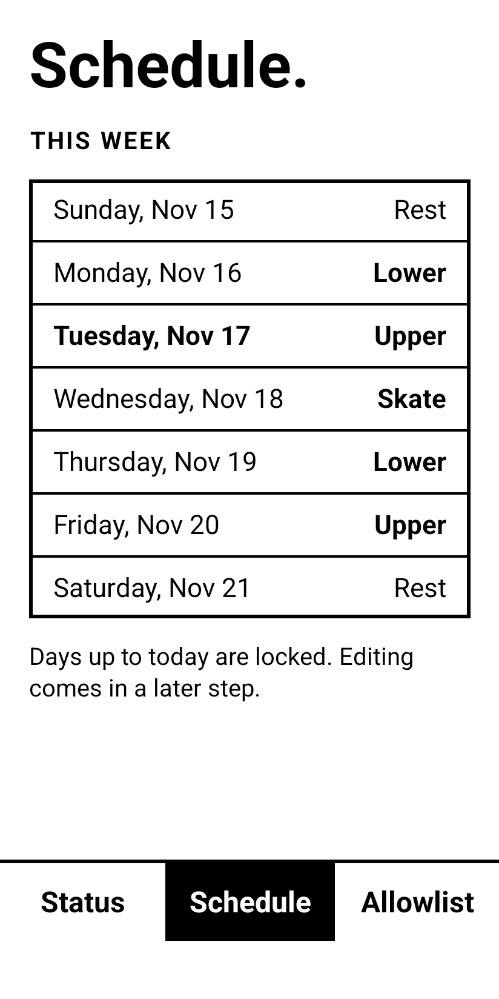 Schedule.
THIS WEEK
Sunday, Nov 15 Rest
Monday, Nov 16 Lower
Tuesday, Nov 17 Upper
Wednesday, Nov 18 Skate
Thursday, Nov 19 Lower
Friday, Nov 20 Upper
Saturday, Nov 21 Rest
Days up to today are locked. Editing
comes in a later step.
Status Schedule Allowlist